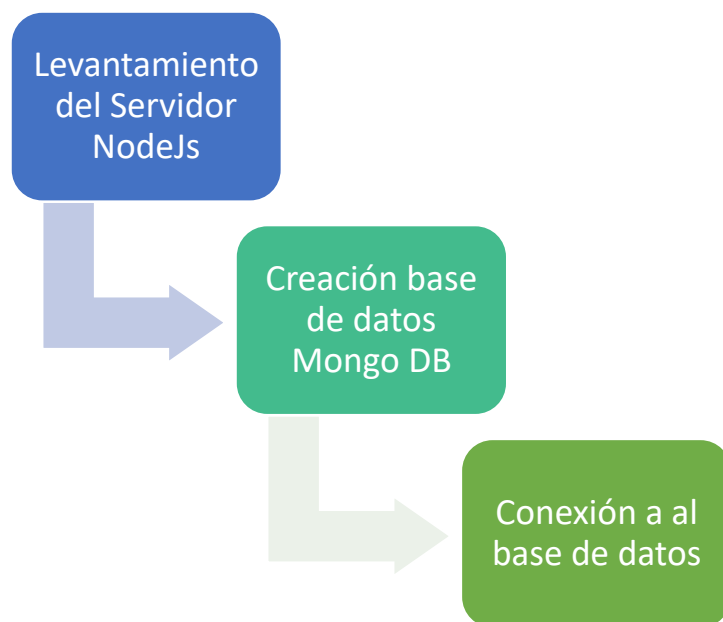 Levantamiento
del Servidor
NodeJs
Creación base
de datos
Mongo DB
Conexión a al
base de datos